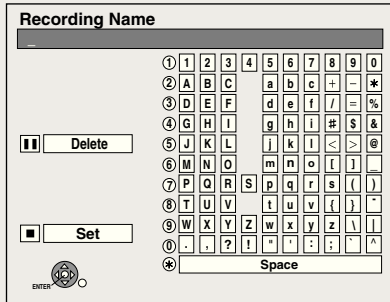 Recording Name
_
① 1 2 3 4 5 6 7 8 9 0
② A B C a b c + − *
③ D E F d e f / = %
④ G H I g h i # $ &
❚❚ Delete ⑤ J K L j k l < > @
⑥ M N O m n o [ ] _
⑦ P Q R S p q r s ( )
⑧ T U V t u v { } ¯
■ Set ⑨ W X Y Z w x y z \ |
⓪ . , ? ! " ' : ; ` ^
✱ Space
ENTER